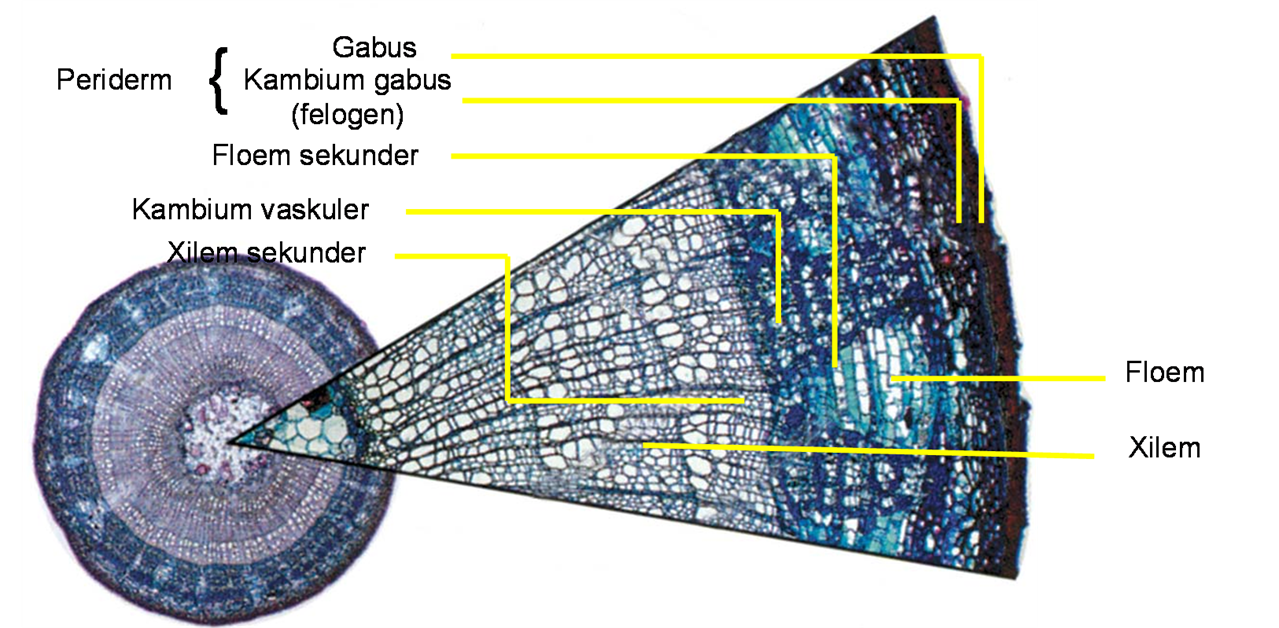 Gabus
Periderm { Kambium gabus
(felogen)
Floem sekunder
Kambium vaskuler
Xilem sekunder
Floem
Xilem